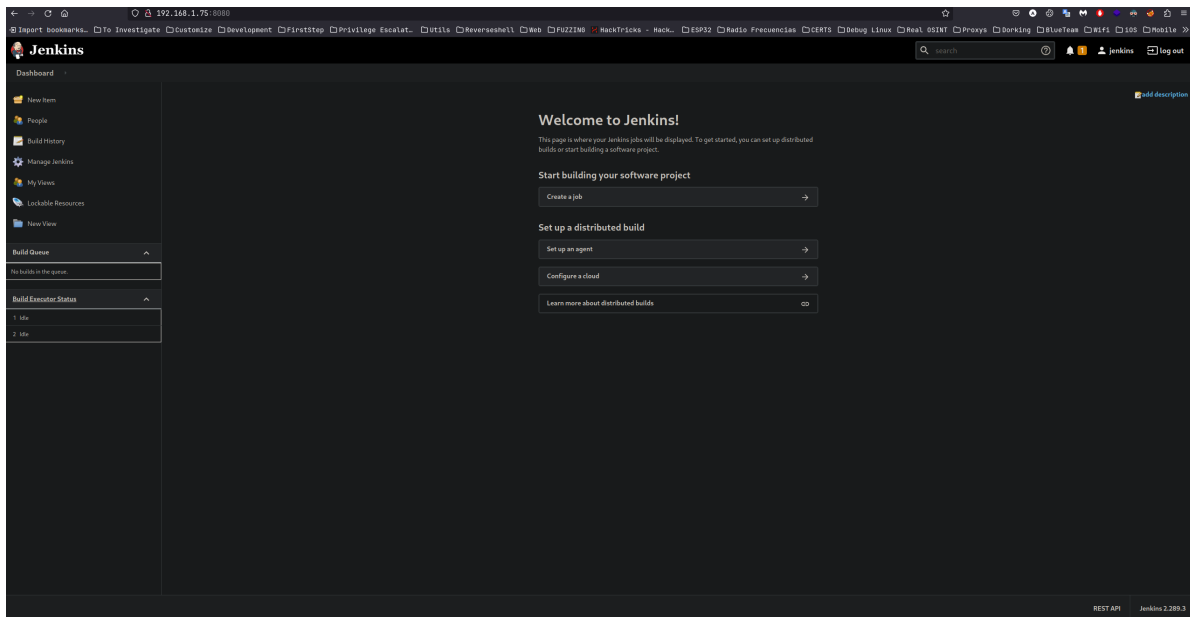 192.168.1.75:8080
Import bookmarks… To Investigate Customize Development FirstStep Privilege Escalat… Utils Reverseshell Web FUZZING HackTricks - Hack… ESP32 Radio Frecuencias CCERTS Debug Linux Real OSINT Proxys Dorking BlueTeam Wifi iOS Mobile »
Jenkins
search
1
jenkins
log out
Dashboard
add description
New Item
People
Build History
Manage Jenkins
My Views
Lockable Resources
New View
Build Queue
No builds in the queue.
Build Executor Status
1 Idle
2 Idle
Welcome to Jenkins!
This page is where your Jenkins jobs will be displayed. To get started, you can set up distributed
builds or start building a software project.
Start building your software project
Create a job
Set up a distributed build
Set up an agent
Configure a cloud
Learn more about distributed builds
REST API
Jenkins 2.289.3